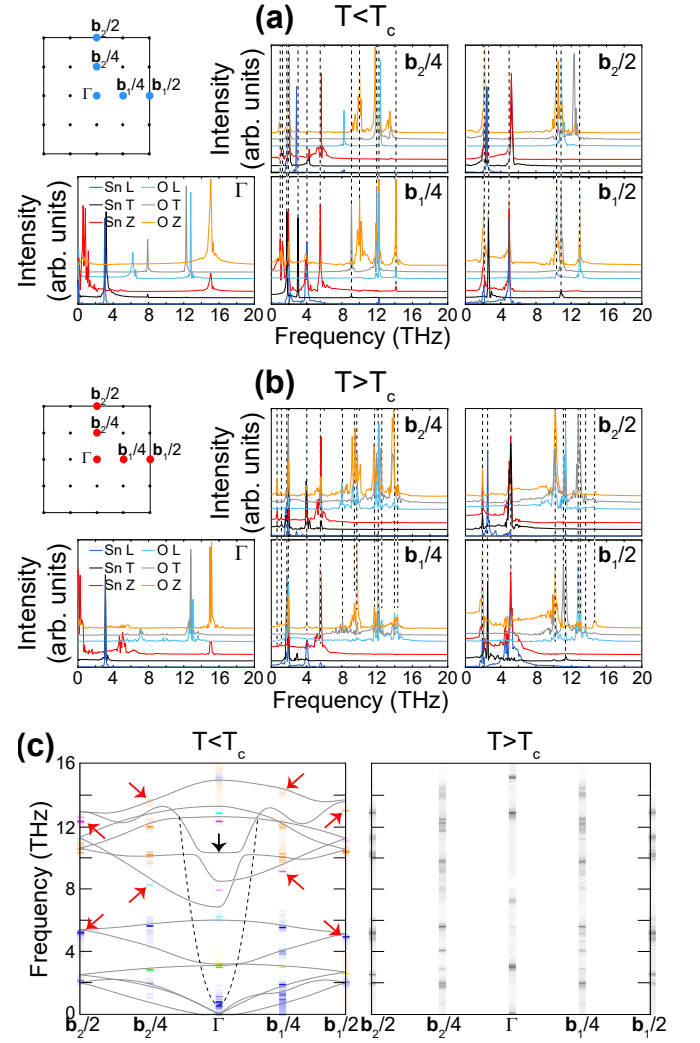 (a) T<Tc
b2/2
b2/4
Γ b1/4 b1/2
Intensity
(arb. units)
b2/4
b2/2
Intensity
(arb. units)
Sn L O L
Sn T O T
Sn Z O Z
Γ
b1/4
b1/2
0 4 8 12 16 20
0 4 8 12 16 20
0 4 8 12 16 20
Frequency (THz)
(b) T>Tc
b2/2
b2/4
Γ b1/4 b1/2
Intensity
(arb. units)
b2/4
b2/2
Intensity
(arb. units)
Sn L O L
Sn T O T
Sn Z O Z
Γ
b1/4
b1/2
0 4 8 12 16 20
0 4 8 12 16 20
0 4 8 12 16 20
Frequency (THz)
(c) T<Tc T>Tc
Frequency (THz)
16
12
8
4
0
b2/2 b2/4 Γ b1/4 b1/2
b2/2 b2/4 Γ b1/4 b1/2